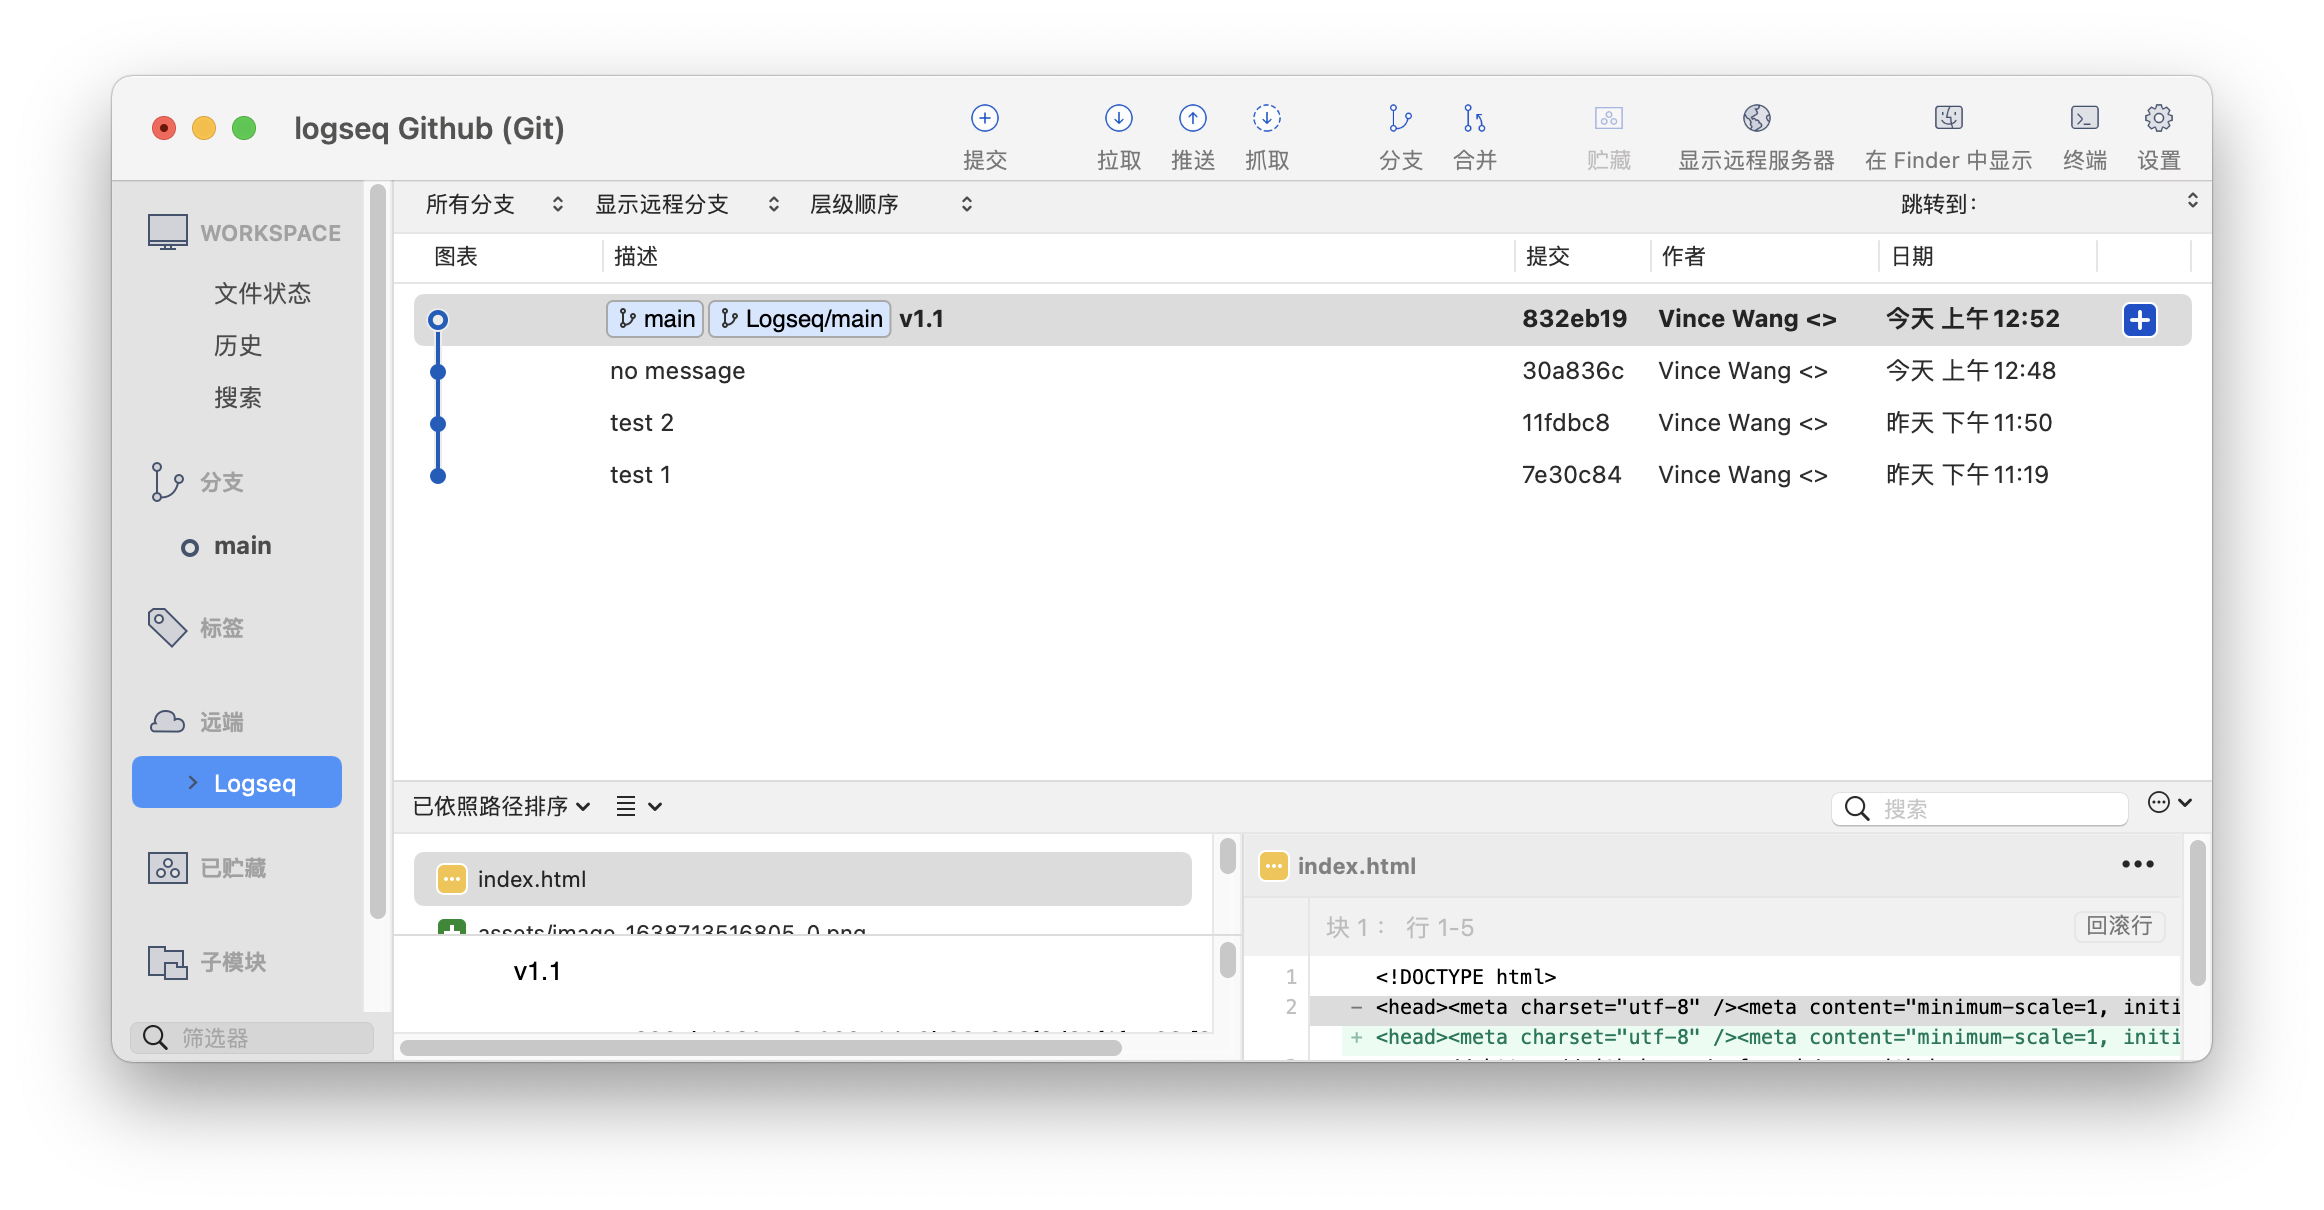 logseq Github (Git)
提交 拉取 推送 抓取 分支 合并 贮藏 显示远程服务器 在 Finder 中显示 终端 设置
WORKSPACE
文件状态
历史
搜索
分支
main
标签
远端
Logseq
已贮藏
子模块
筛选器
所有分支 显示远程分支 层级顺序 跳转到:
图表 描述 提交 作者 日期
main Logseq/main v1.1 832eb19 Vince Wang <> 今天 上午12:52
no message 30a836c Vince Wang <> 今天 上午12:48
test 2 11fdbc8 Vince Wang <> 昨天 下午11:50
test 1 7e30c84 Vince Wang <> 昨天 下午11:19
已依照路径排序 搜索
index.html
assets/image_1638713516805_0.png
v1.1
index.html
块 1： 行 1-5 回滚行
1 <!DOCTYPE html>
2 - <head><meta charset="utf-8" /><meta content="minimum-scale=1, initi
+ <head><meta charset="utf-8" /><meta content="minimum-scale=1, initi